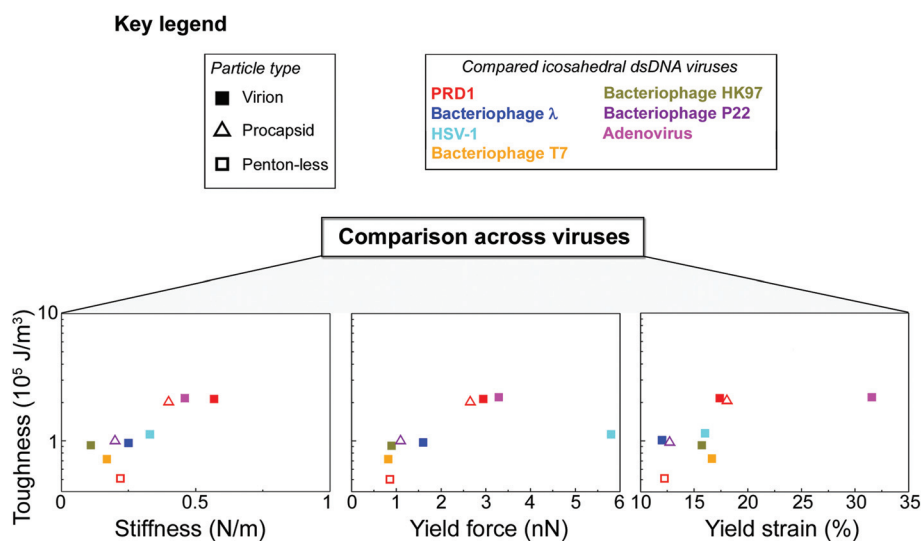 Key legend
Particle type
Virion
Procapsid
Penton-less
Compared icosahedral dsDNA viruses
PRD1
Bacteriophage λ
HSV-1
Bacteriophage T7
Bacteriophage HK97
Bacteriophage P22
Adenovirus
Comparison across viruses
Toughness (10⁵ J/m³)
10
1
0 0.5 1
Stiffness (N/m)
0 1 2 3 4 5 6
Yield force (nN)
10 15 20 25 30 35
Yield strain (%)